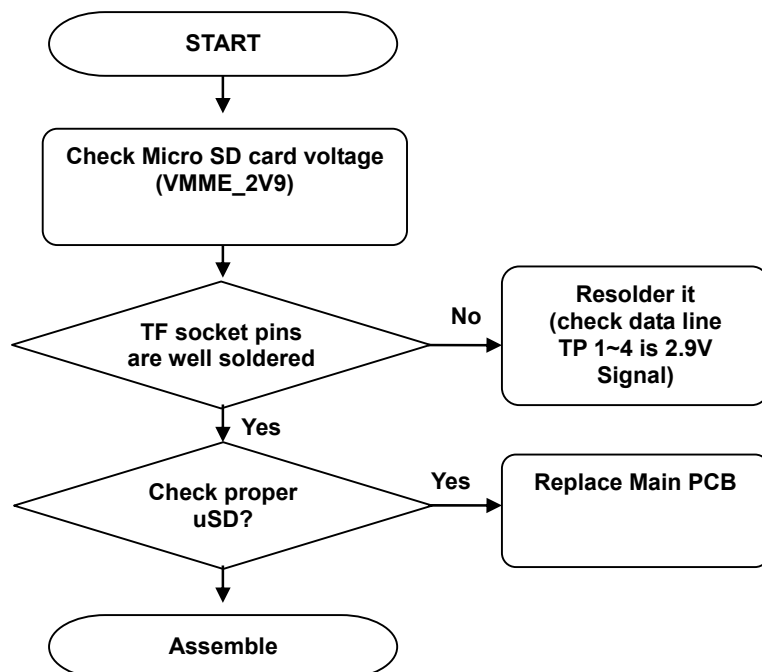 START
Check Micro SD card voltage
(VMME_2V9)
TF socket pins
are well soldered
No
Resolder it
(check data line
TP 1~4 is 2.9V
Signal)
Yes
Check proper
uSD?
Yes
Replace Main PCB
Assemble